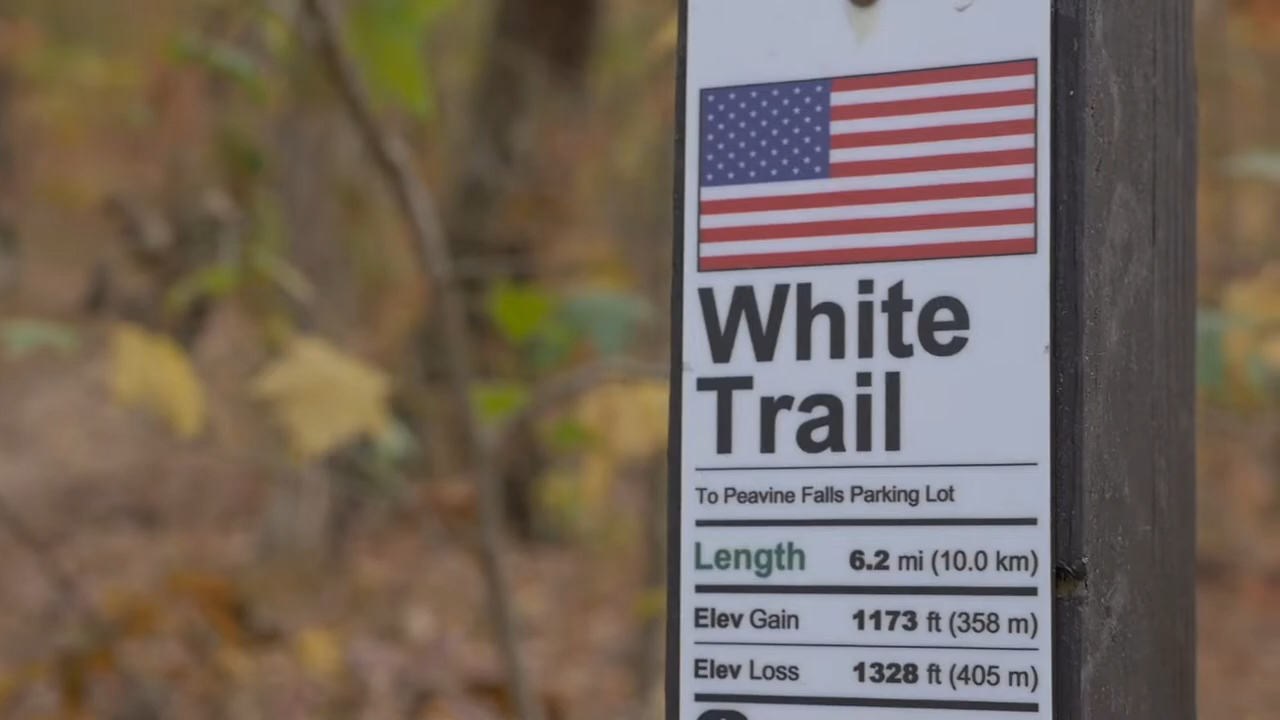 White
Trail
To Peavine Falls Parking Lot
Length 6.2 mi (10.0 km)
Elev Gain 1173 ft (358 m)
Elev Loss 1328 ft (405 m)